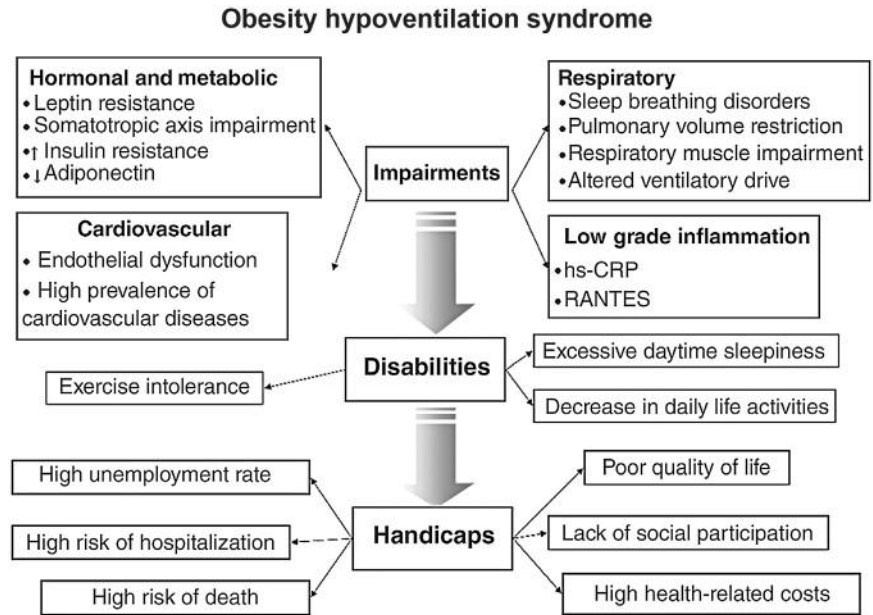 Obesity hypoventilation syndrome
Hormonal and metabolic
• Leptin resistance
• Somatotropic axis impairment
•↑ Insulin resistance
•↓ Adiponectin
Cardiovascular
• Endothelial dysfunction
• High prevalence of
cardiovascular diseases
Impairments
Respiratory
• Sleep breathing disorders
• Pulmonary volume restriction
• Respiratory muscle impairment
• Altered ventilatory drive
Low grade inflammation
• hs-CRP
• RANTES
Disabilities
Exercise intolerance
Excessive daytime sleepiness
Decrease in daily life activities
Handicaps
High unemployment rate
High risk of hospitalization
High risk of death
Poor quality of life
Lack of social participation
High health-related costs